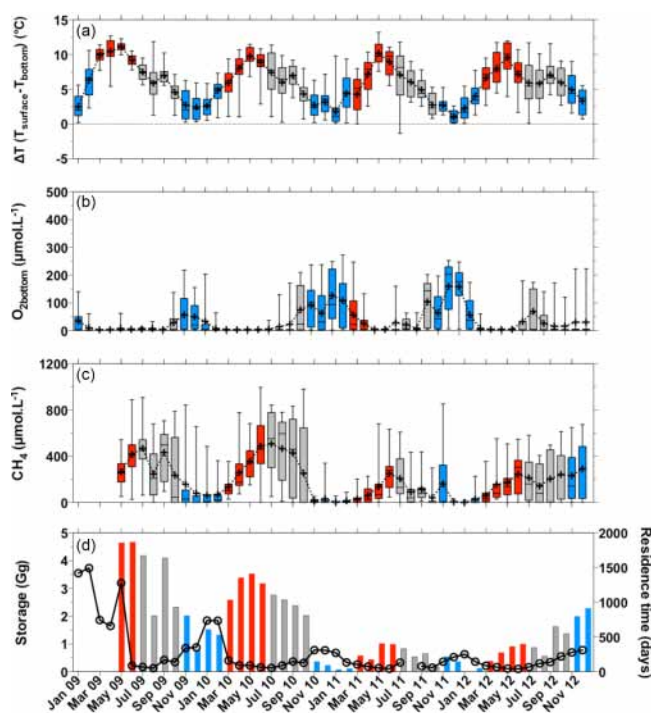 (a)
ΔT (Tsurface-Tbottom) (°C)
15
10
5
0
5
(b)
O2bottom (µmol.L-1)
500
400
300
200
100
0
(c)
CH4 (µmol.L-1)
1200
800
400
0
(d)
Storage (Gg)
5
4
3
2
1
0
2000
1500
1000
500
0
Residence time (days)
Jan 09
Mar 09
May 09
Jul 09
Sep 09
Nov 09
Jan 10
Mar 10
May 10
Jul 10
Sep 10
Nov 10
Jan 11
Mar 11
May 11
Jul 11
Sep 11
Nov 11
Jan 12
Mar 12
May 12
Jul 12
Sep 12
Nov 12